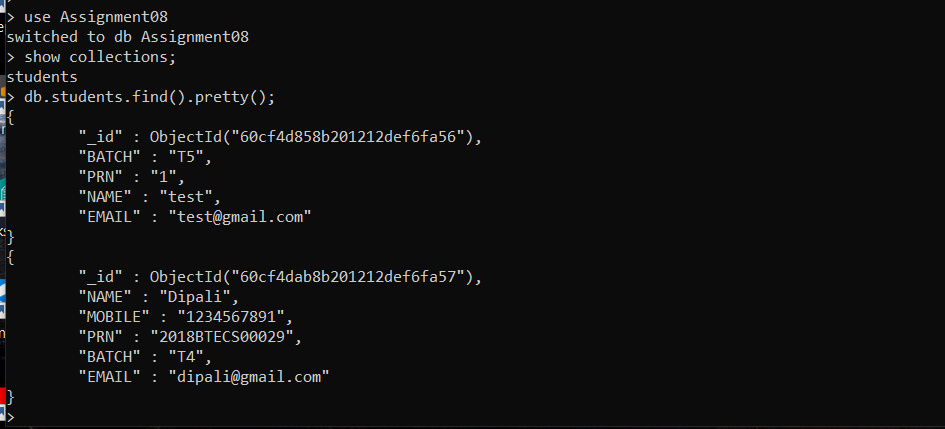 > use Assignment08
switched to db Assignment08
> show collections;
students
> db.students.find().pretty();
{
"_id" : ObjectId("60cf4d858b201212def6fa56"),
"BATCH" : "T5",
"PRN" : "1",
"NAME" : "test",
"EMAIL" : "test@gmail.com"
}
{
"_id" : ObjectId("60cf4dab8b201212def6fa57"),
"NAME" : "Dipali",
"MOBILE" : "1234567891",
"PRN" : "2018BTECS00029",
"BATCH" : "T4",
"EMAIL" : "dipali@gmail.com"
}
>